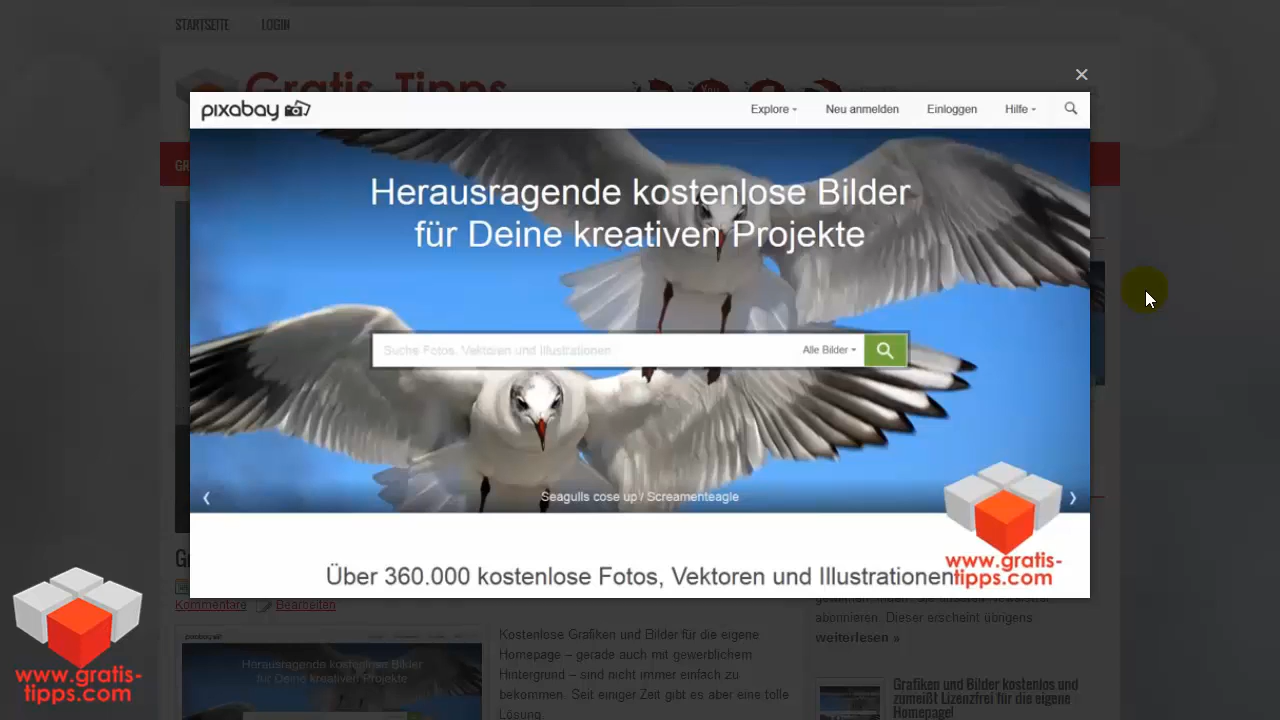 STARTSEITE LOGIN
Gratis-Tipps
pixabay
Explore Neu anmelden Einloggen Hilfe
GR
Herausragende kostenlose Bilder
für Deine kreativen Projekte
Suche Fotos, Vektoren und Illustrationen
Alle Bilder
Seagulls cose up / Screamenteagle
www.gratis-
tipps.com
Über 360.000 kostenlose Fotos, Vektoren und Illustrationen
Kommentare Bearbeiten
abonnieren. Dieser erscheint übrigens
weiterlesen »
www.gratis-
tipps.com
pixabay
Herausragende kostenlose Bilder
für Deine kreativen Projekte
Kostenlose Grafiken und Bilder für die eigene
Homepage – gerade auch mit gewerblichem
Hintergrund – sind nicht immer einfach zu
bekommen. Seit einiger Zeit gibt es aber eine tolle
Lösung.
Grafiken und Bilder kostenlos und
zumeißt Lizenzfrei für die eigene
Homepage!